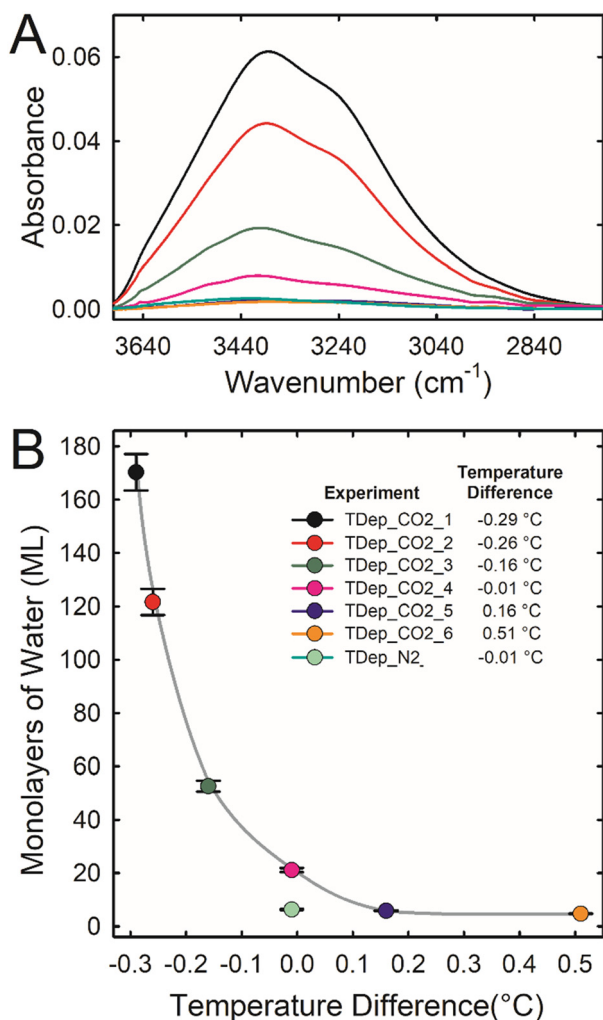 A
0.06
0.04
0.02
0.00
Absorbance
3640 3440 3240 3040 2840
Wavenumber (cm⁻¹)
B
180
160
140
120
100
80
60
40
20
0
Monolayers of Water (ML)
Experiment Temperature Difference
TDep_CO2_1 -0.29 °C
TDep_CO2_2 -0.26 °C
TDep_CO2_3 -0.16 °C
TDep_CO2_4 -0.01 °C
TDep_CO2_5 0.16 °C
TDep_CO2_6 0.51 °C
TDep_N2_ -0.01 °C
-0.3 -0.2 -0.1 0.0 0.1 0.2 0.3 0.4 0.5
Temperature Difference(°C)